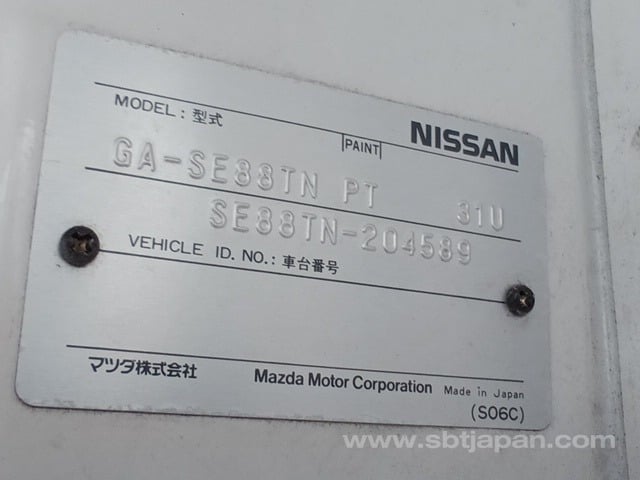 MODEL: 型式
PAINT
NISSAN
GA-SE88TN PT 31U
SE88TN-204589
VEHICLE ID. NO.: 車台番号
マツダ株式会社 Mazda Motor Corporation Made in Japan
(S06C)
www.sbtjapan.com